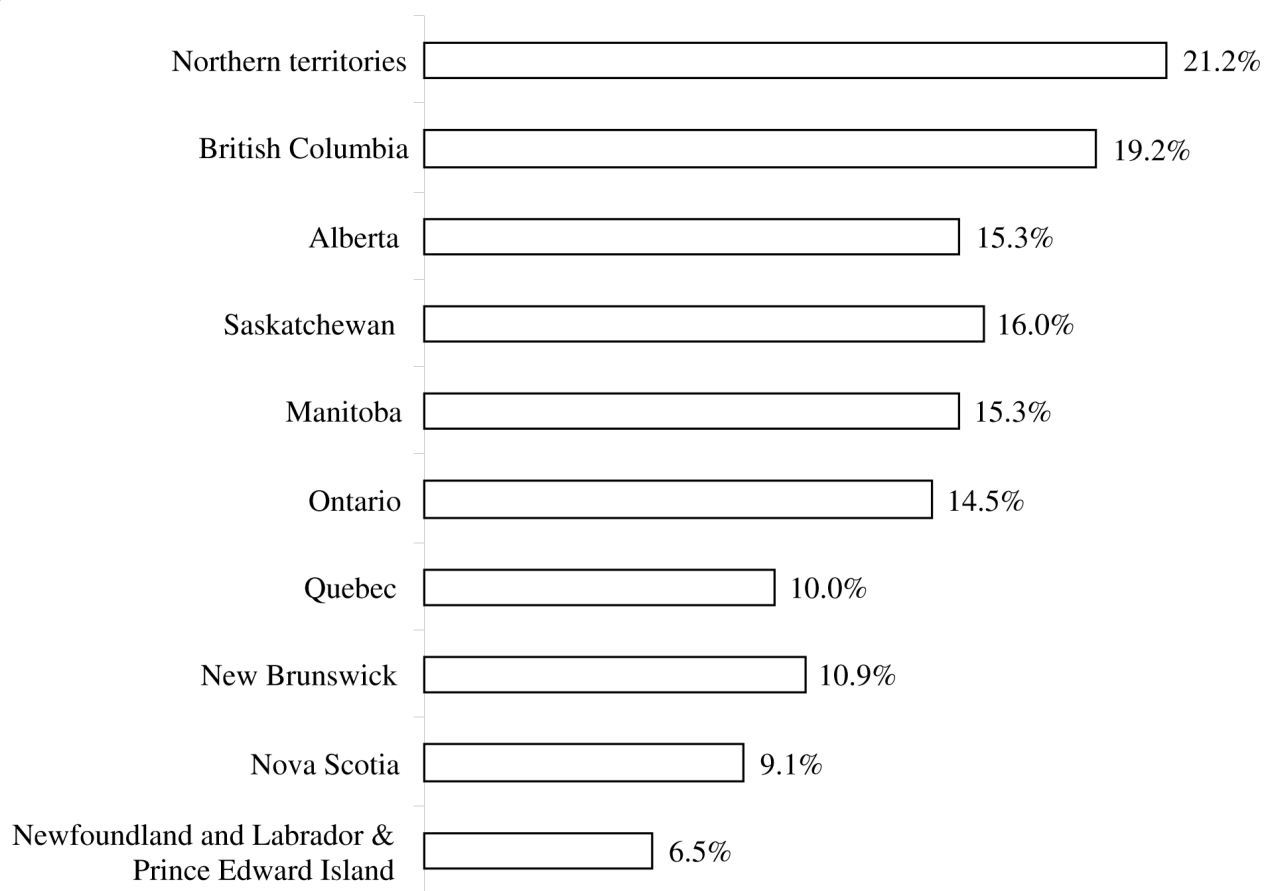 Northern territories 21.2%
British Columbia 19.2%
Alberta 15.3%
Saskatchewan 16.0%
Manitoba 15.3%
Ontario 14.5%
Quebec 10.0%
New Brunswick 10.9%
Nova Scotia 9.1%
Newfoundland and Labrador &
Prince Edward Island 6.5%